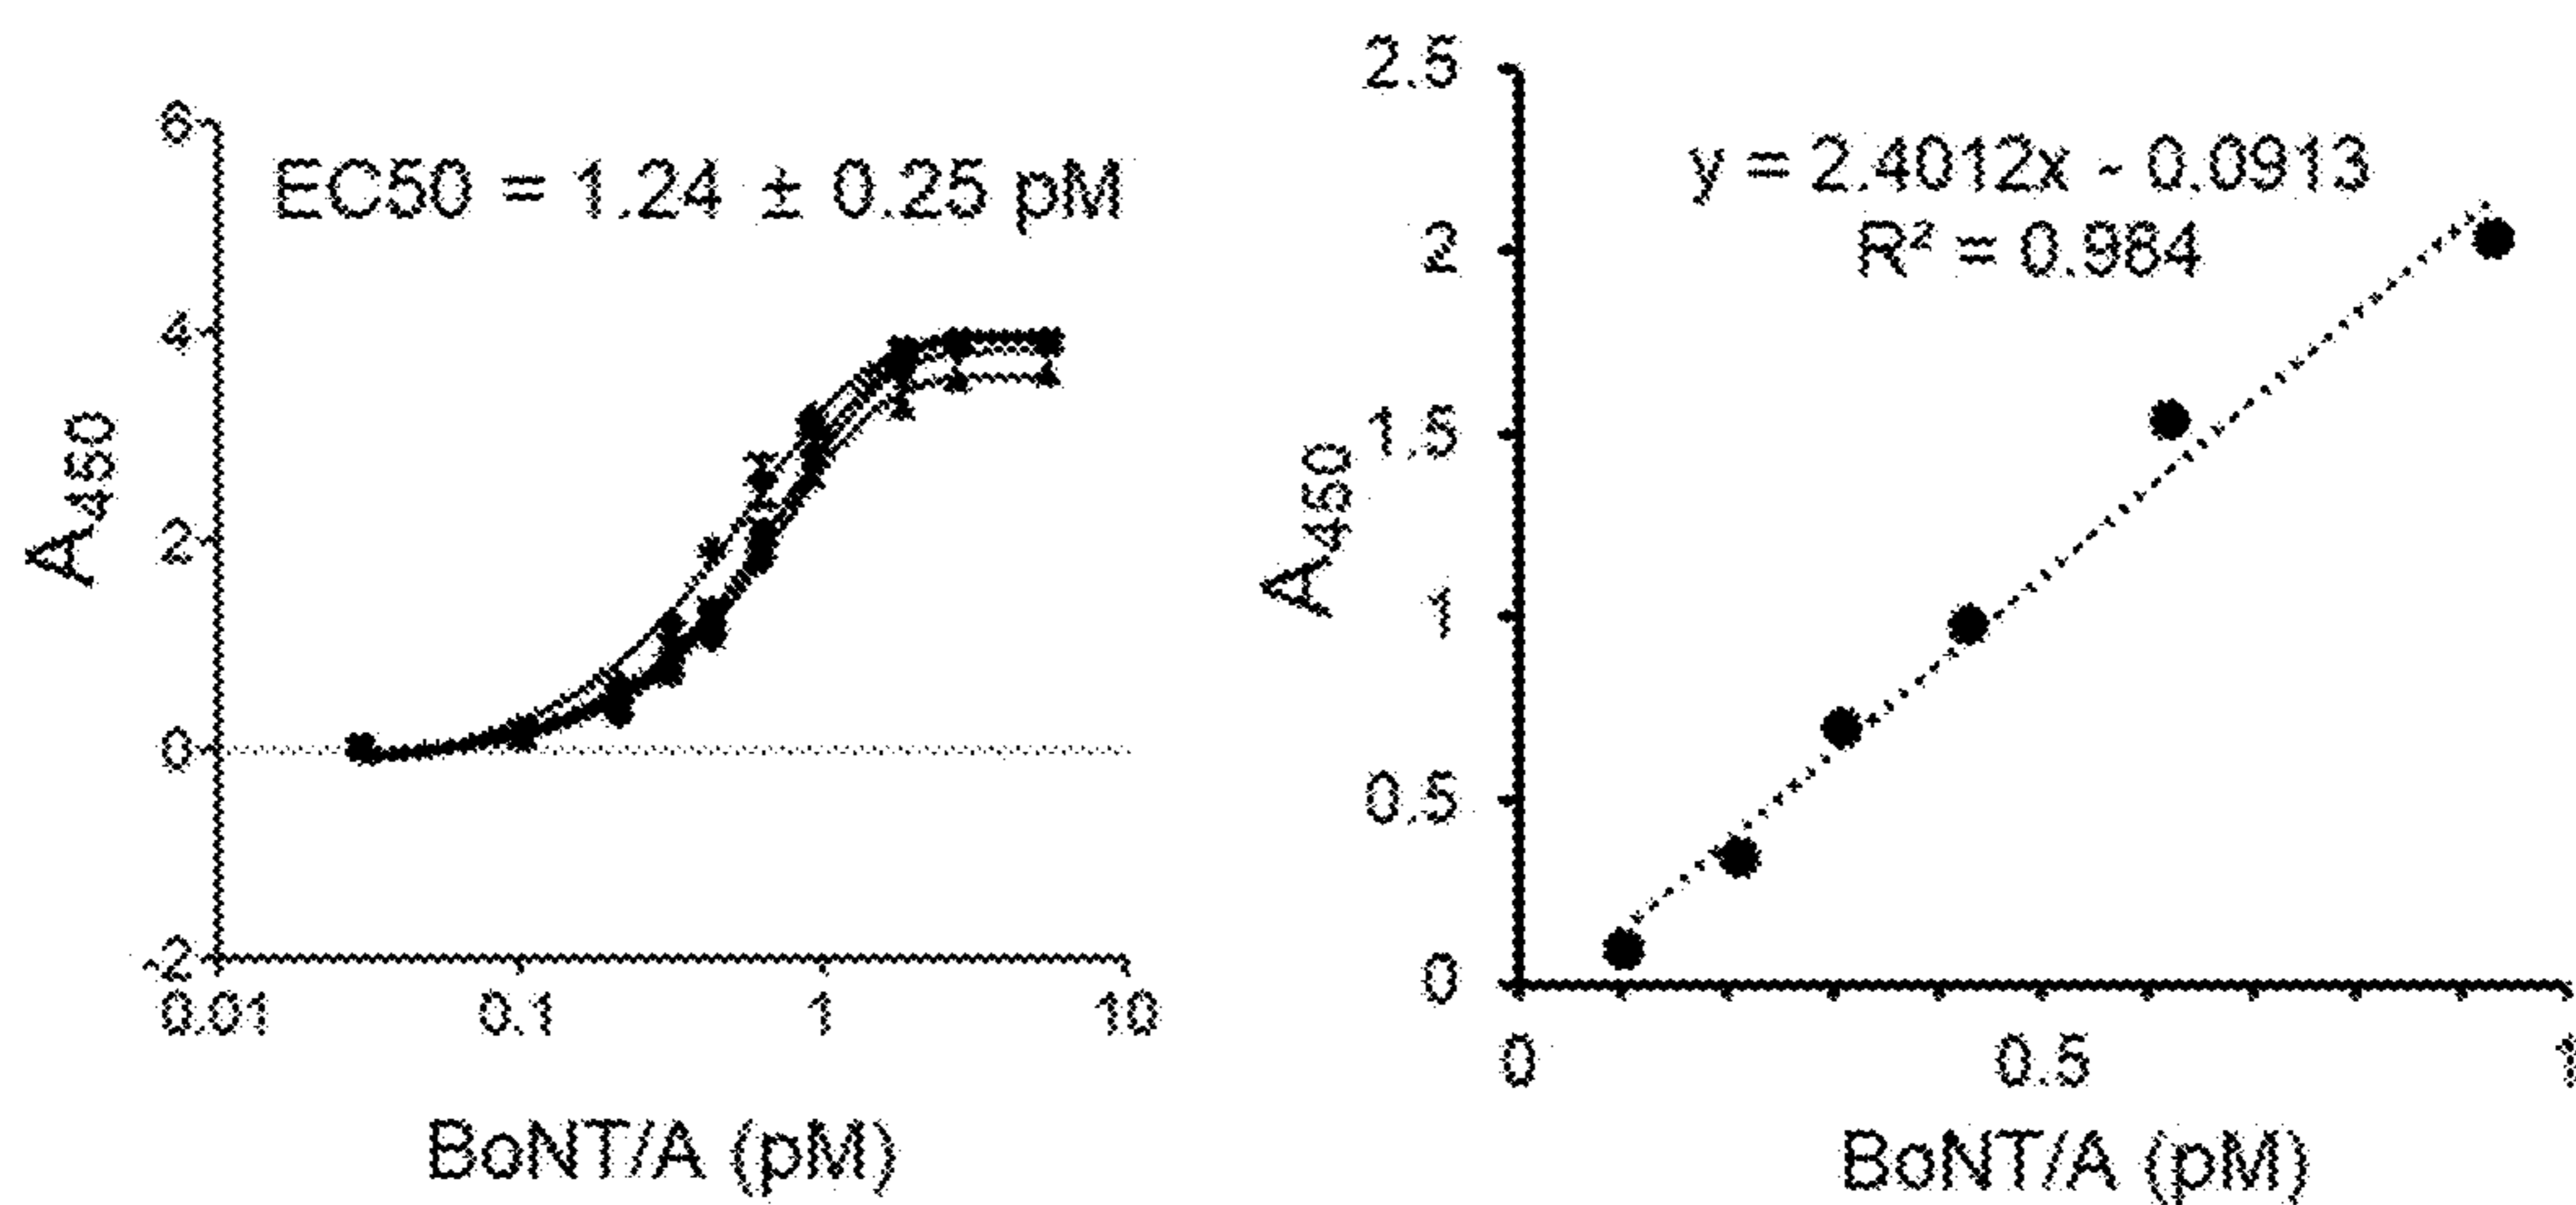 6
EC50 = 1.24 ± 0.25 pM
4
2
0
-2
A450
0.01 0.1 1 10
BoNT/A (pM)
2.5
y = 2.4012x - 0.0913
R² = 0.984
2
1.5
1
0.5
0
A450
0 0.5 1
BoNT/A (pM)